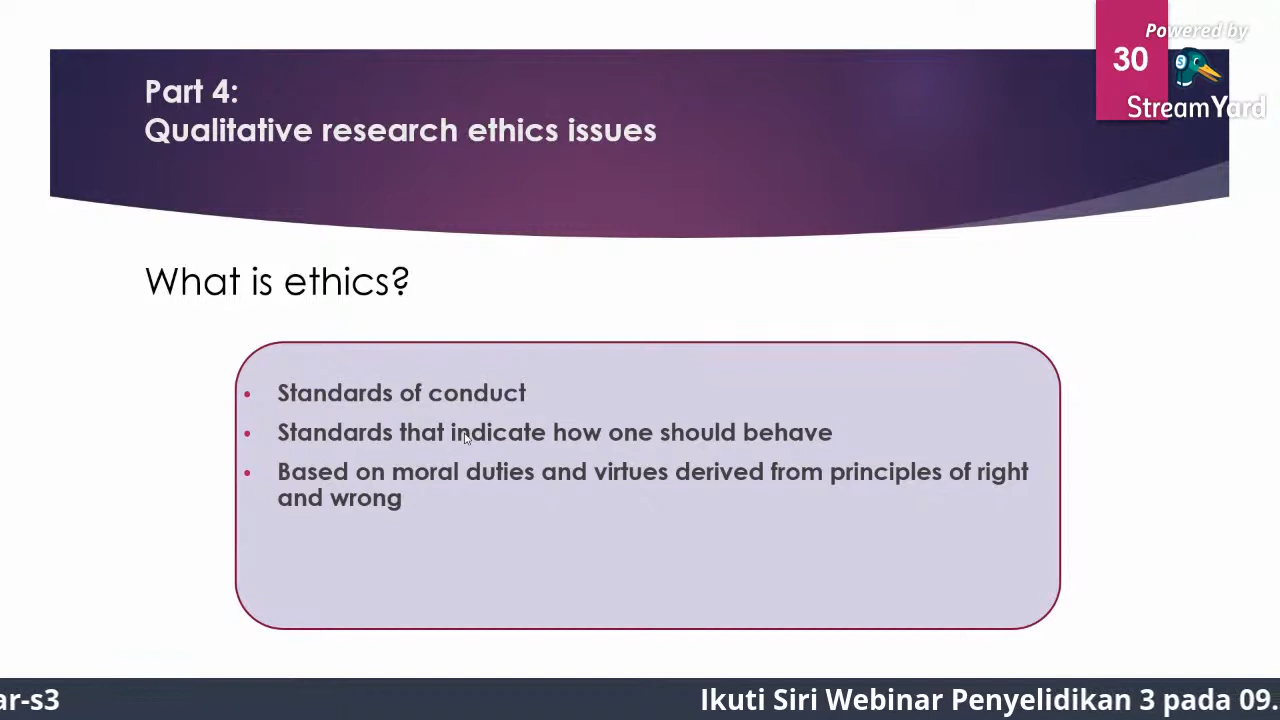 Powered by
30
StreamYard
Part 4:
Qualitative research ethics issues
What is ethics?
• Standards of conduct
• Standards that indicate how one should behave
• Based on moral duties and virtues derived from principles of right
and wrong
ar-s3
Ikuti Siri Webinar Penyelidikan 3 pada 09.